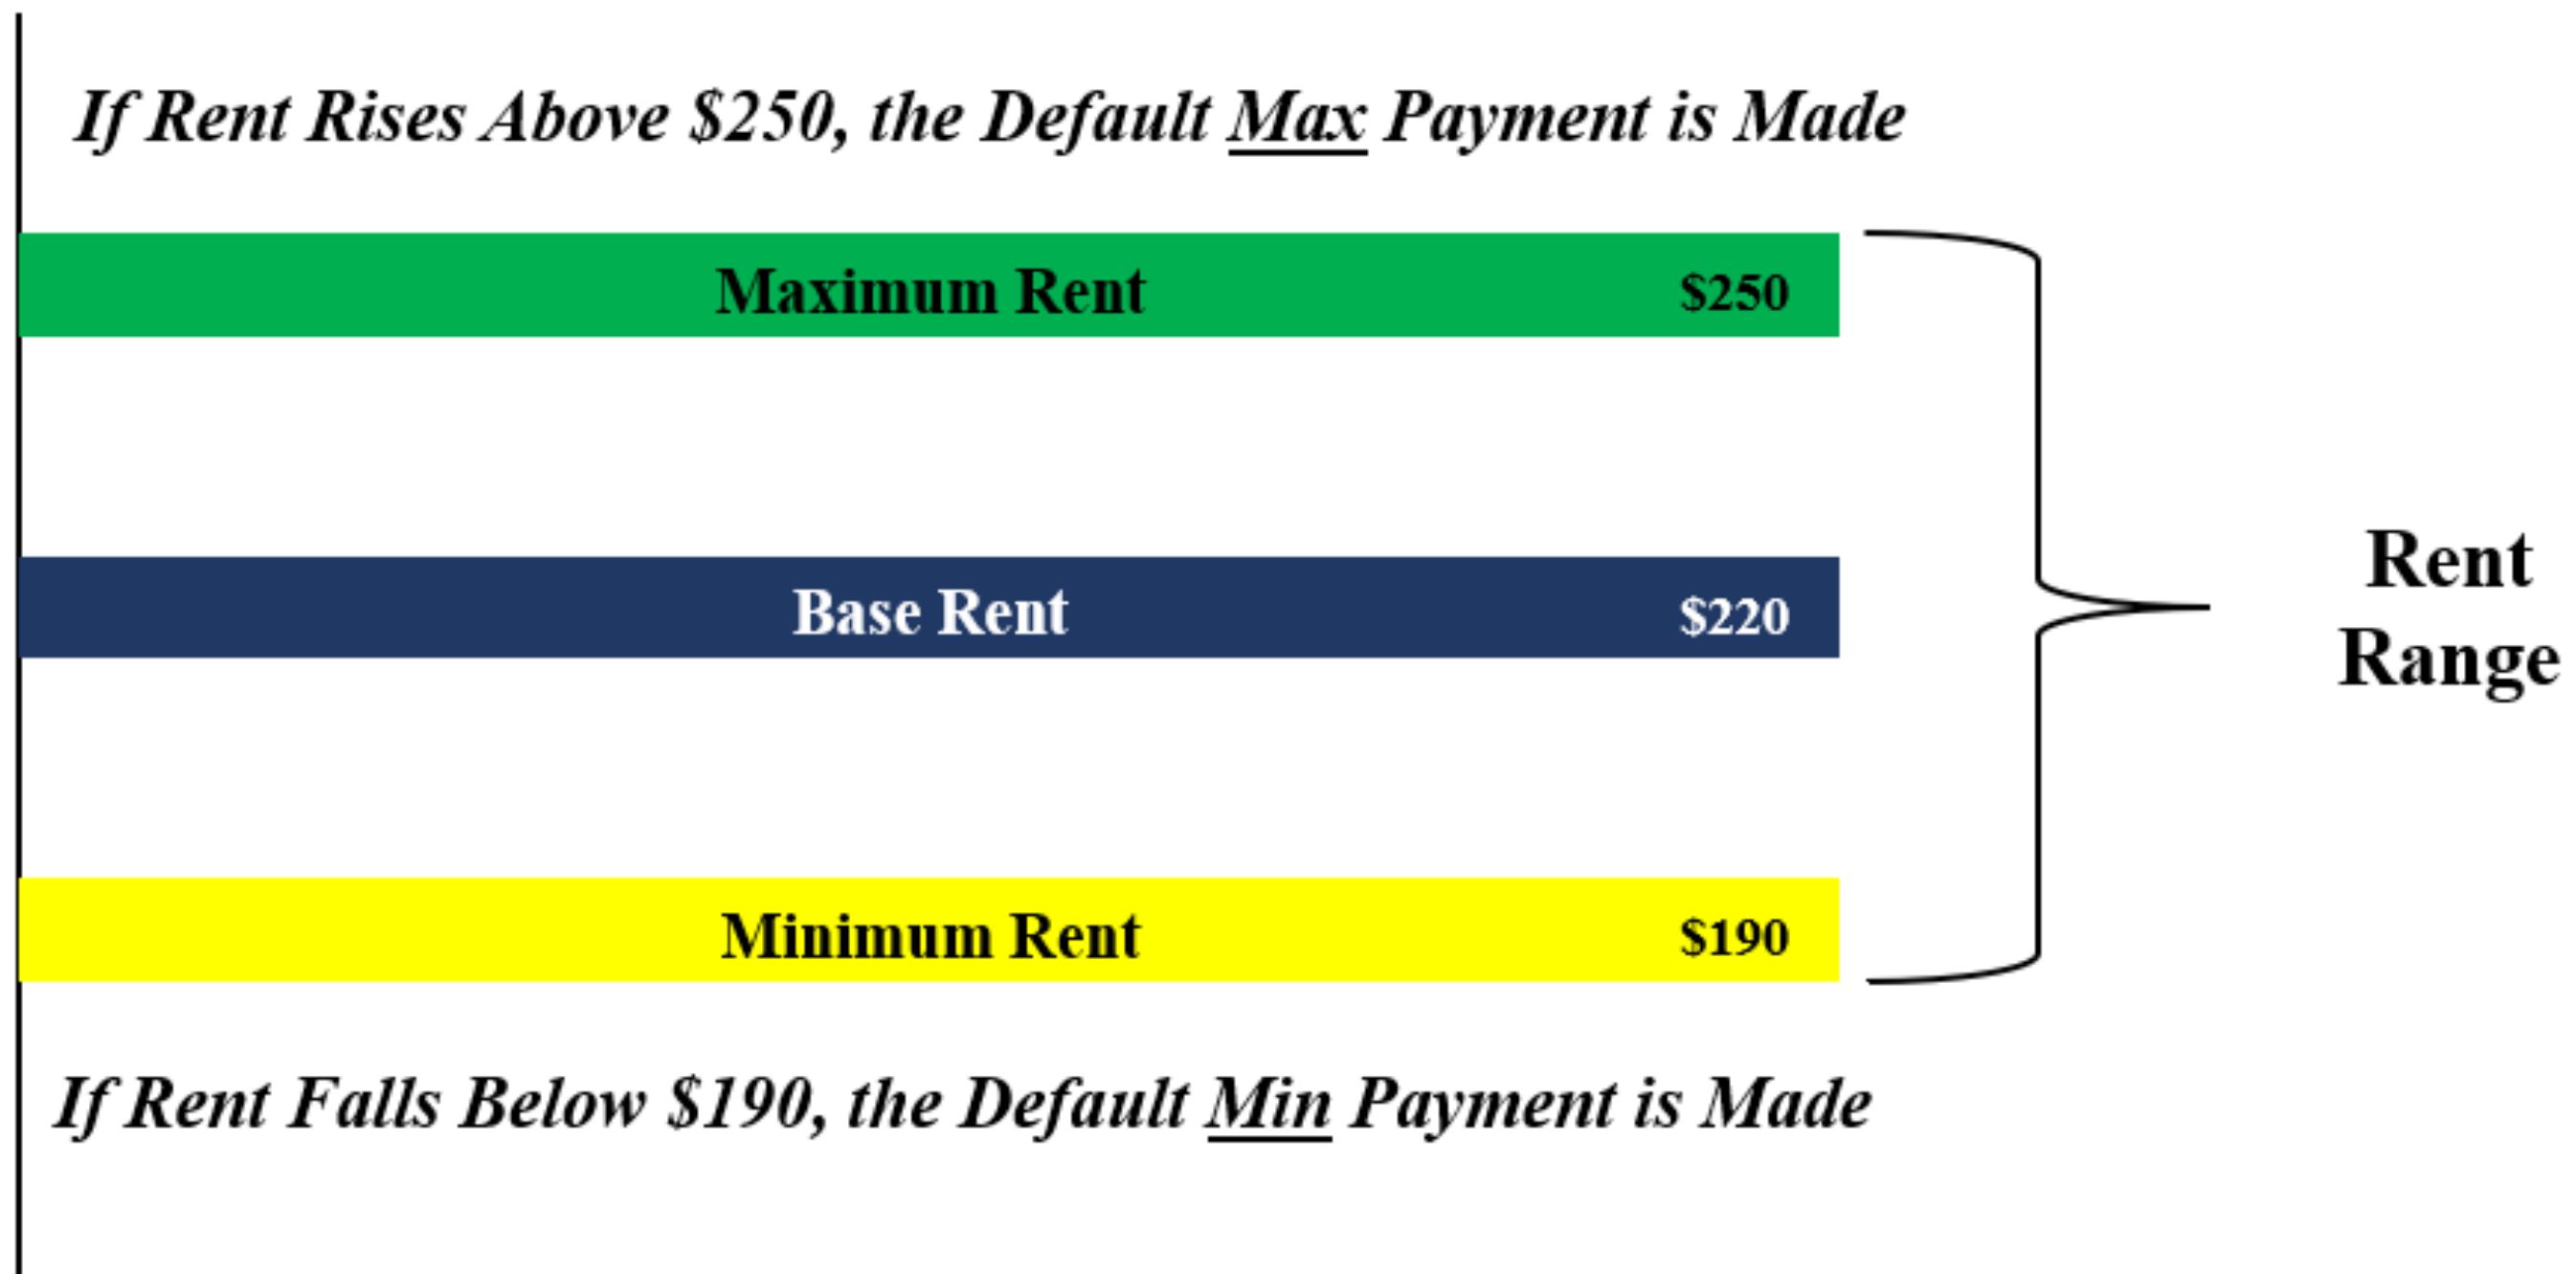 If Rent Rises Above $250, the Default Max Payment is Made
Maximum Rent $250
Base Rent $220
Rent
Range
Minimum Rent $190
If Rent Falls Below $190, the Default Min Payment is Made